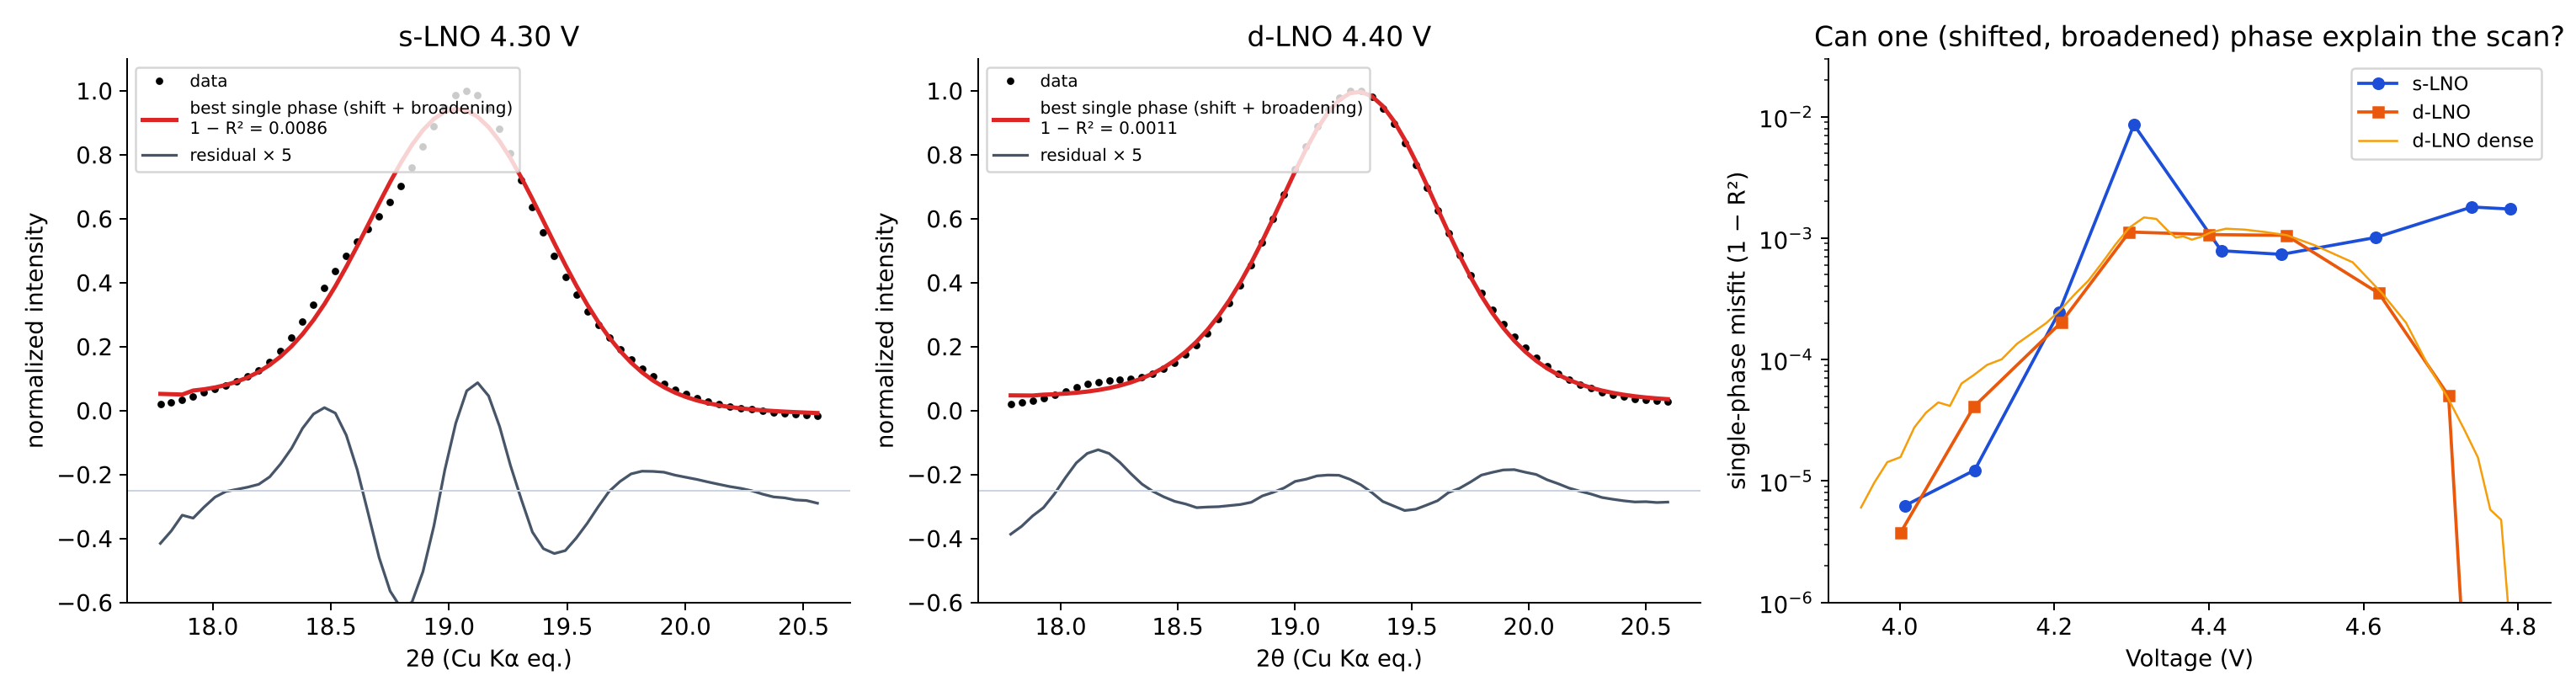 s-LNO 4.30 V
data
best single phase (shift + broadening)
1 − R² = 0.0086
residual × 5
normalized intensity
1.0
0.8
0.6
0.4
0.2
0.0
−0.2
−0.4
−0.6
18.0 18.5 19.0 19.5 20.0 20.5
2θ (Cu Kα eq.)
d-LNO 4.40 V
data
best single phase (shift + broadening)
1 − R² = 0.0011
residual × 5
normalized intensity
1.0
0.8
0.6
0.4
0.2
0.0
−0.2
−0.4
−0.6
18.0 18.5 19.0 19.5 20.0 20.5
2θ (Cu Kα eq.)
Can one (shifted, broadened) phase explain the scan?
s-LNO
d-LNO
d-LNO dense
single-phase misfit (1 − R²)
10⁻²
10⁻³
10⁻⁴
10⁻⁵
10⁻⁶
4.0 4.2 4.4 4.6 4.8
Voltage (V)